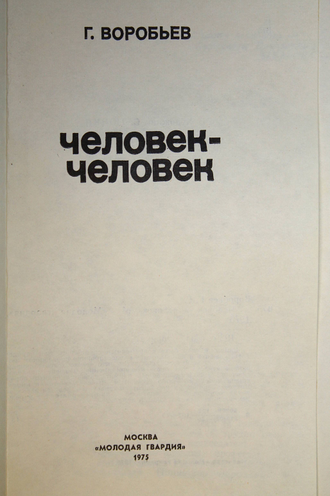 Г. ВОРОБЬЕВ
ЧЕЛОВЕК-
ЧЕЛОВЕК
МОСКВА
«МОЛОДАЯ ГВАРДИЯ»
1975